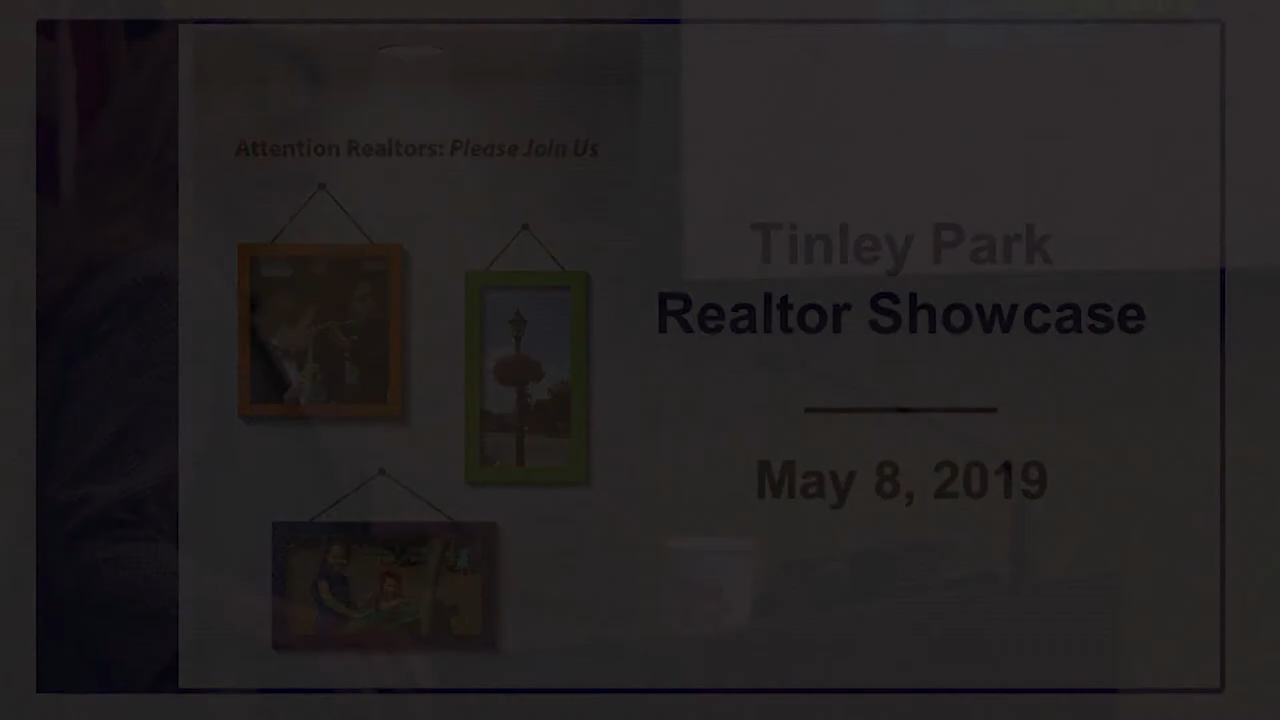 Attention Realtors: Please Join Us
Tinley Park
Realtor Showcase
May 8, 2019